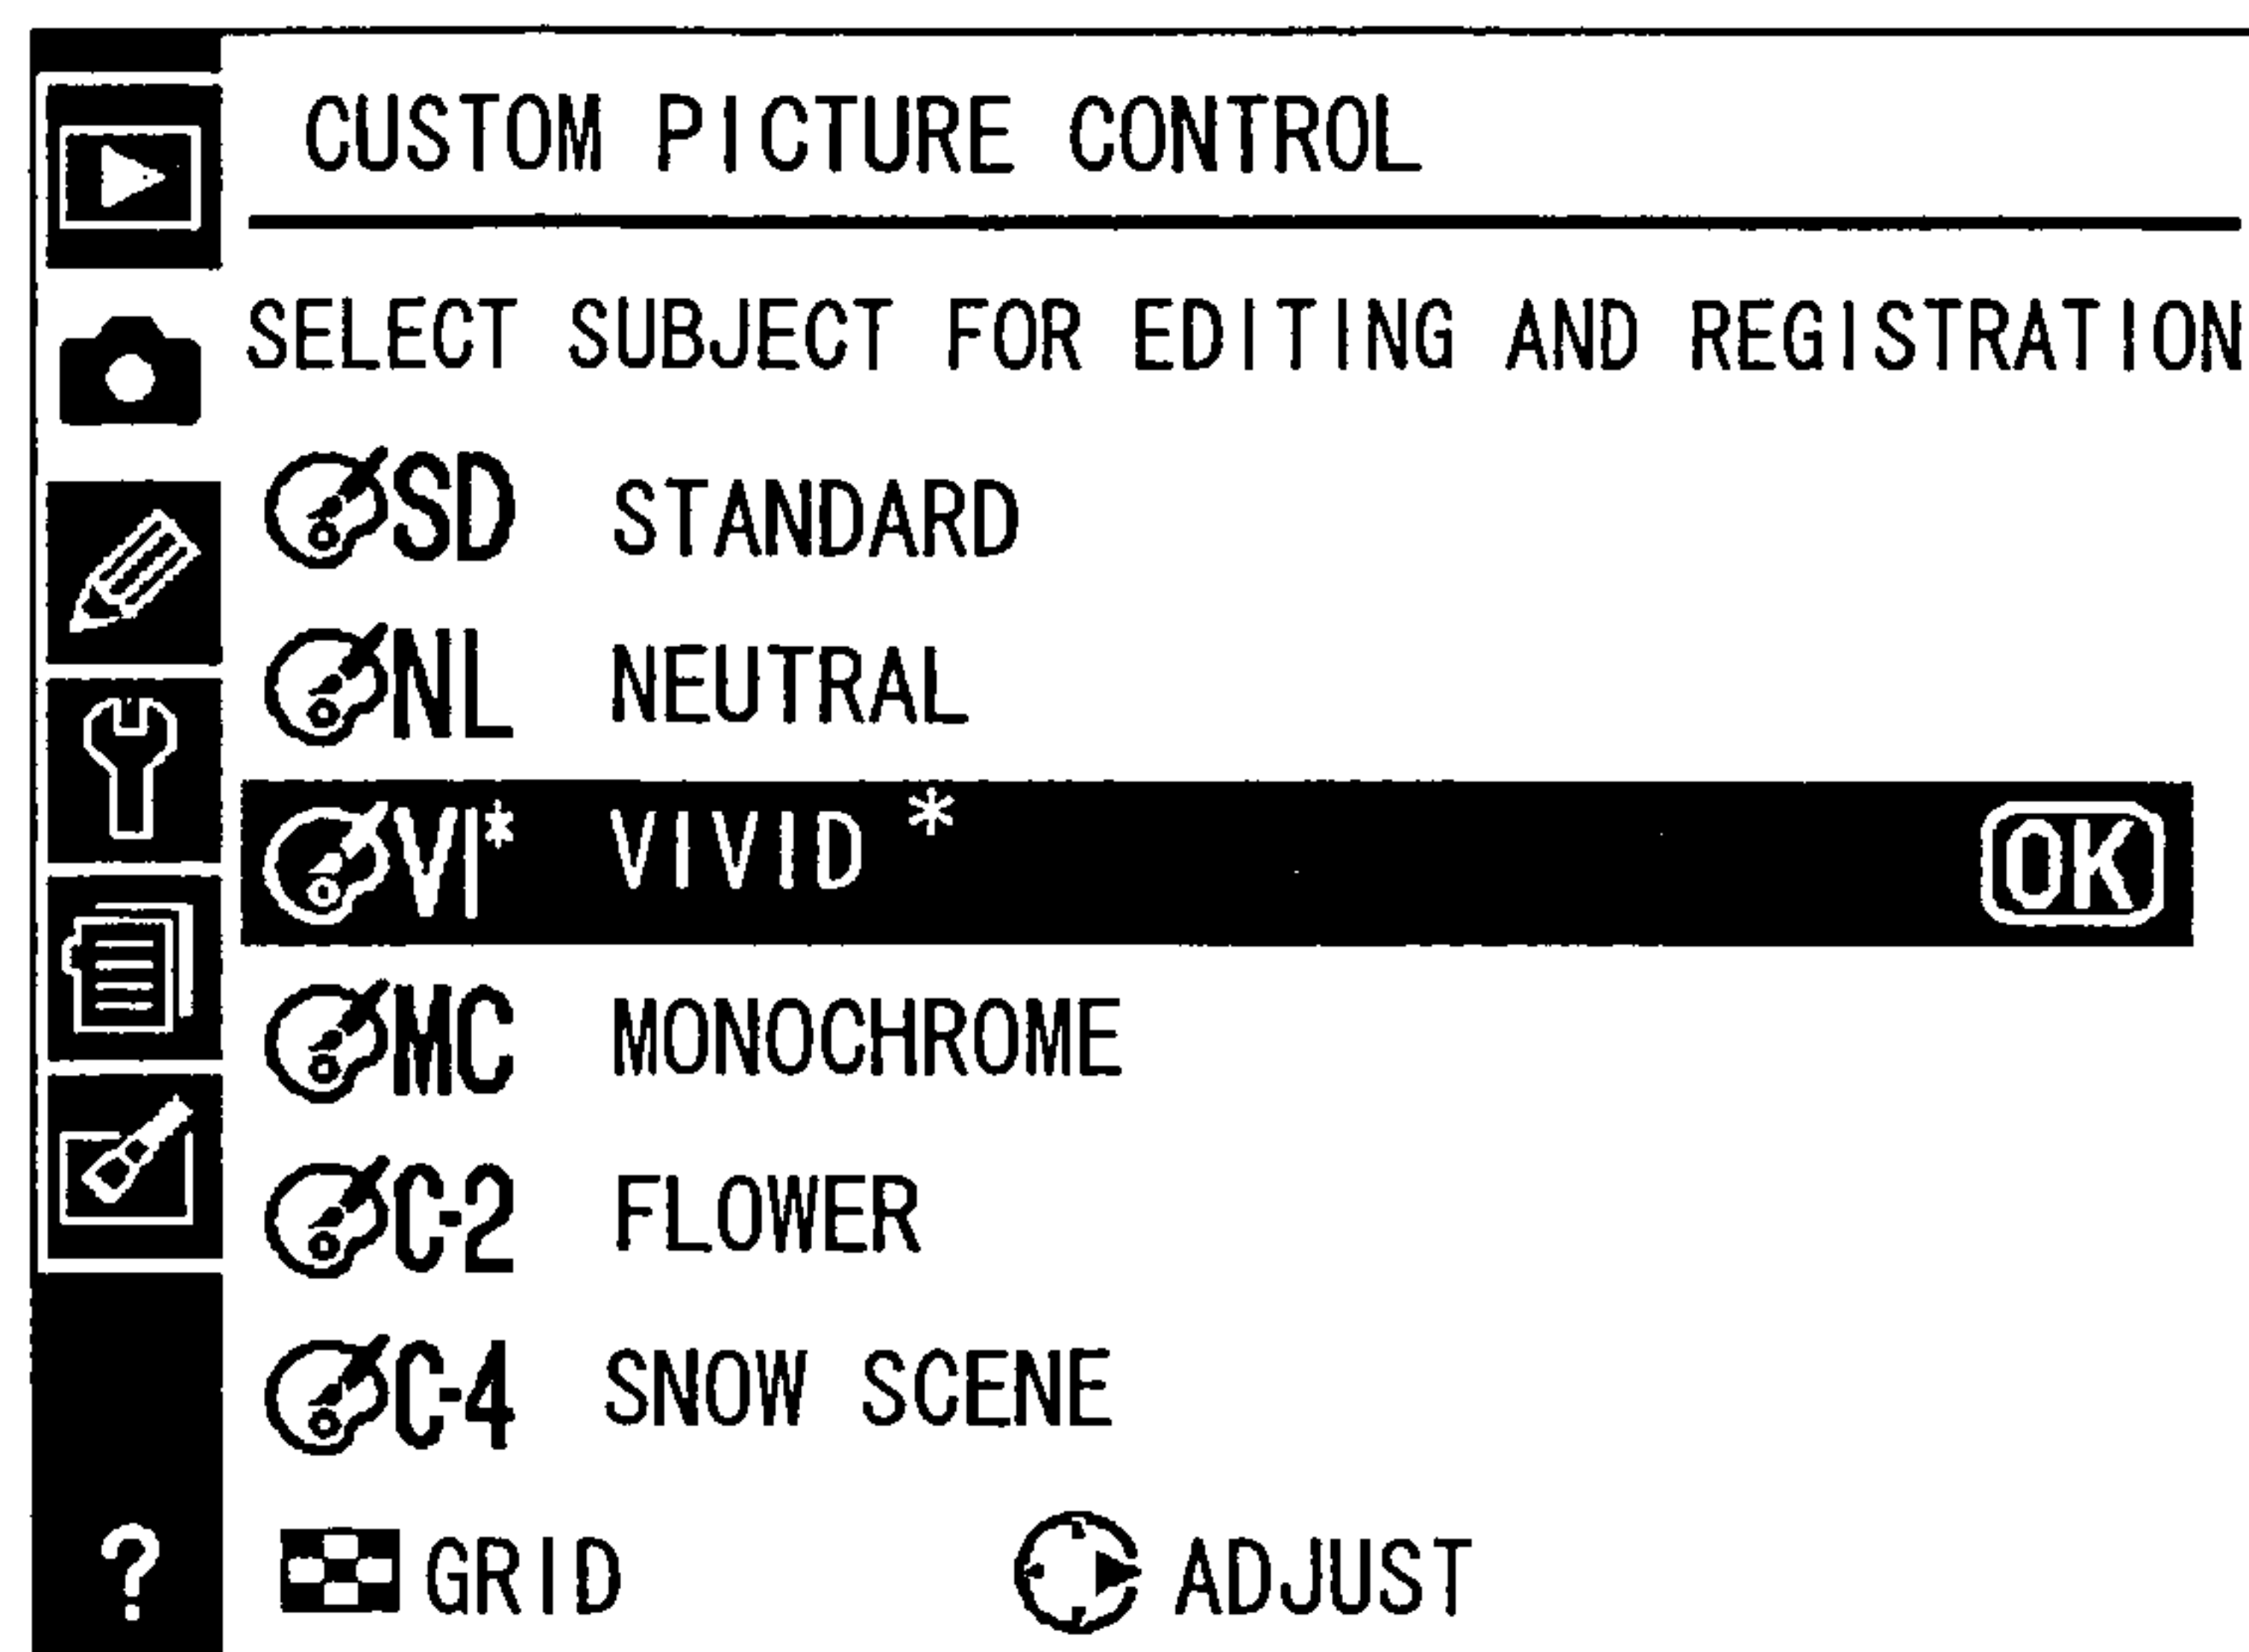 CUSTOM PICTURE CONTROL
SELECT SUBJECT FOR EDITING AND REGISTRATION
SD STANDARD
NL NEUTRAL
VI* VIVID * OK
MC MONOCHROME
C-2 FLOWER
C-4 SNOW SCENE
? GRID ADJUST